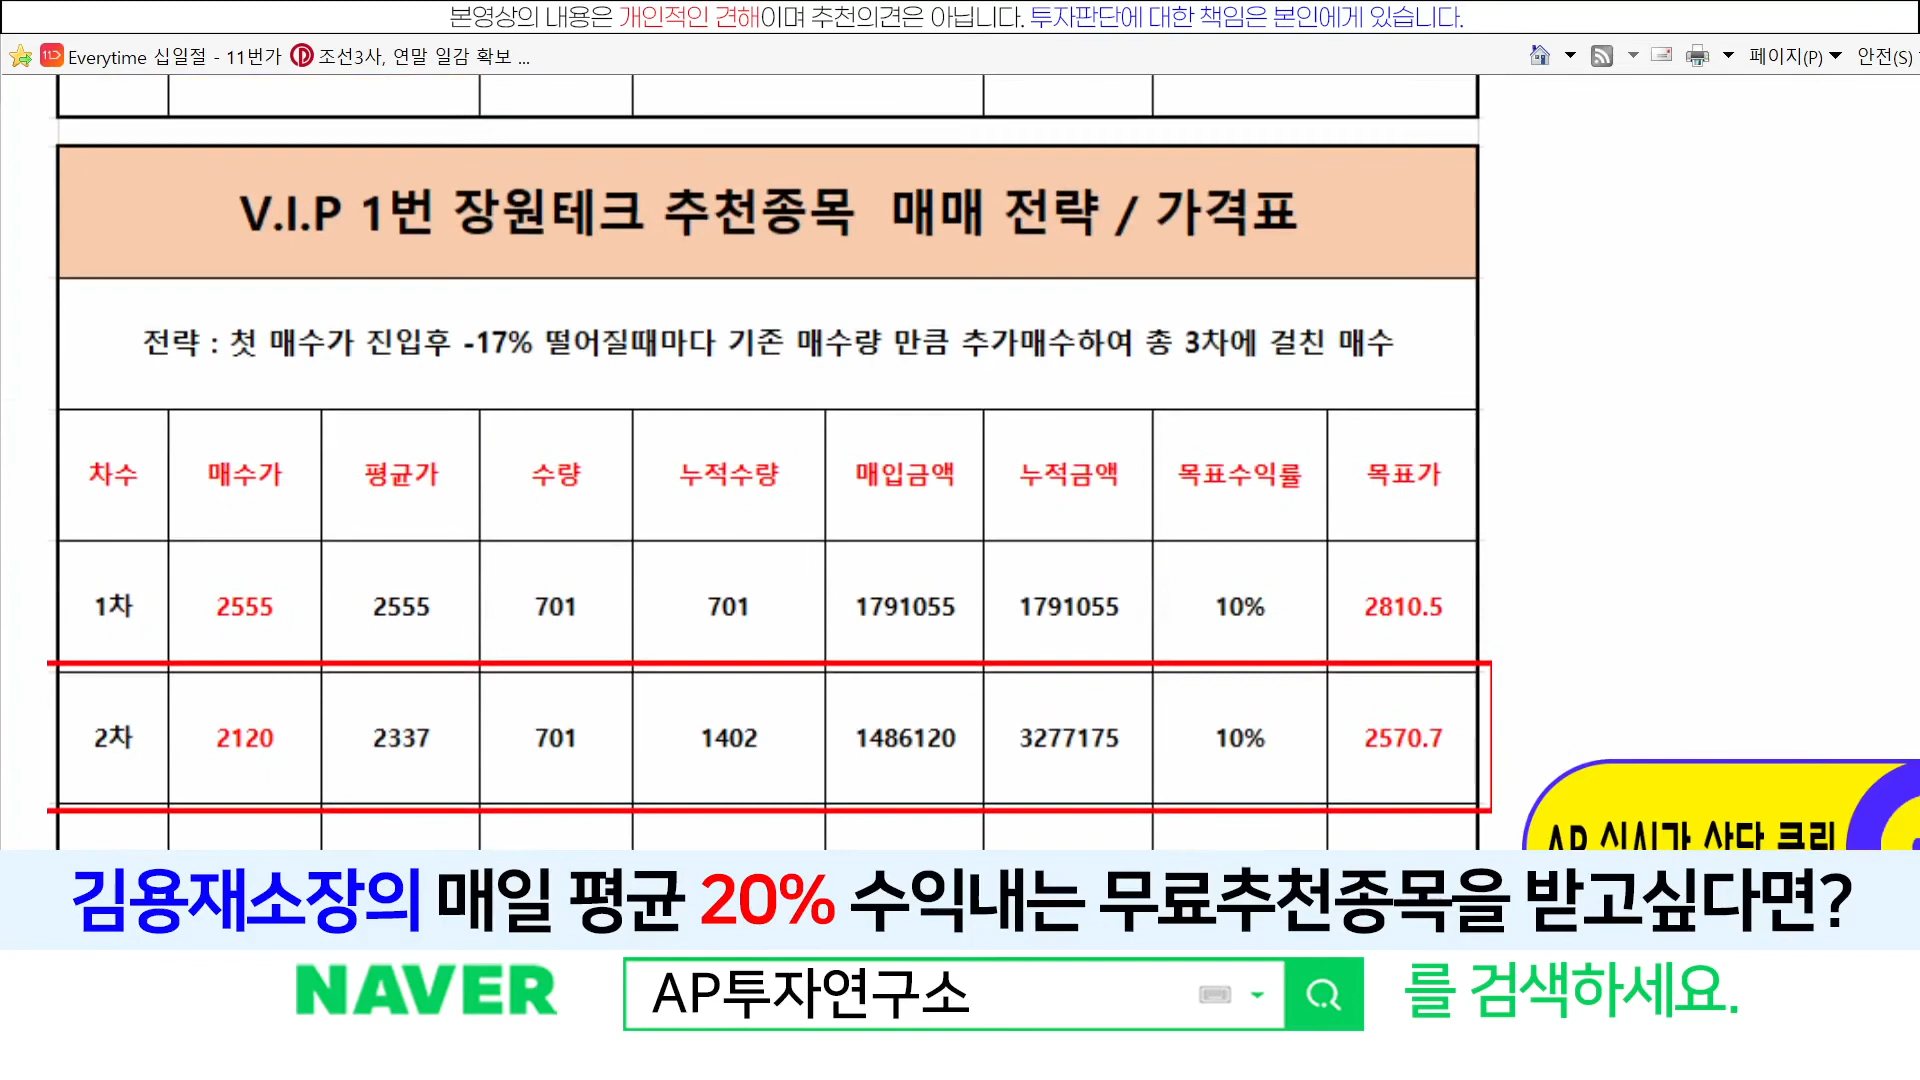 본영상의 내용은 개인적인 견해이며 추천의견은 아닙니다. 투자판단에 대한 책임은 본인에게 있습니다.
Everytime 십일절 - 11번가 조선3사, 연말 일감 확보 ... 페이지(P) 안전(S)
V.I.P 1번 장원테크 추천종목 매매 전략 / 가격표
전략 : 첫 매수가 진입후 -17% 떨어질때마다 기존 매수량 만큼 추가매수하여 총 3차에 걸친 매수
차수 매수가 평균가 수량 누적수량 매입금액 누적금액 목표수익률 목표가
1차 2555 2555 701 701 1791055 1791055 10% 2810.5
2차 2120 2337 701 1402 1486120 3277175 10% 2570.7
AP 실시간 상담 클릭
김용재소장의 매일 평균 20% 수익내는 무료추천종목을 받고싶다면?
NAVER AP투자연구소 를 검색하세요.